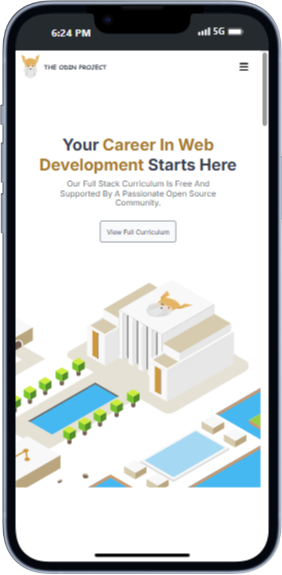 6:24 PM
5G
THE ODIN PROJECT
Your Career In Web
Development Starts Here
Our Full Stack Curriculum Is Free And
Supported By A Passionate Open Source
Community.
View Full Curriculum